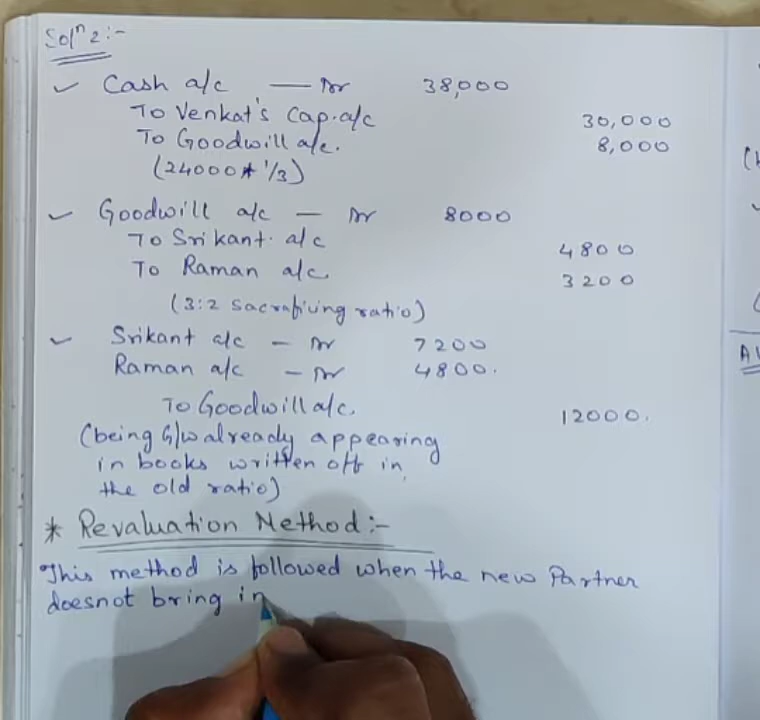 Solⁿ 2:-
✓ Cash a/c — Dr 38,000
To Venkat's Cap. a/c 30,000
To Goodwill a/c. 8,000
(24000 * 1/3)
✓ Goodwill a/c — Dr 8000
To Srikant a/c 4800
To Raman a/c 3200
(3:2 sacrafiving ratio)
✓ Srikant a/c — Dr 7200
Raman a/c — Dr 4800.
To Goodwill a/c. 12000.
(being G/w already appearing
in books written off in
the old ratio)
* Revaluation Method:-
This method is followed when the new Partner
doesnot bring in